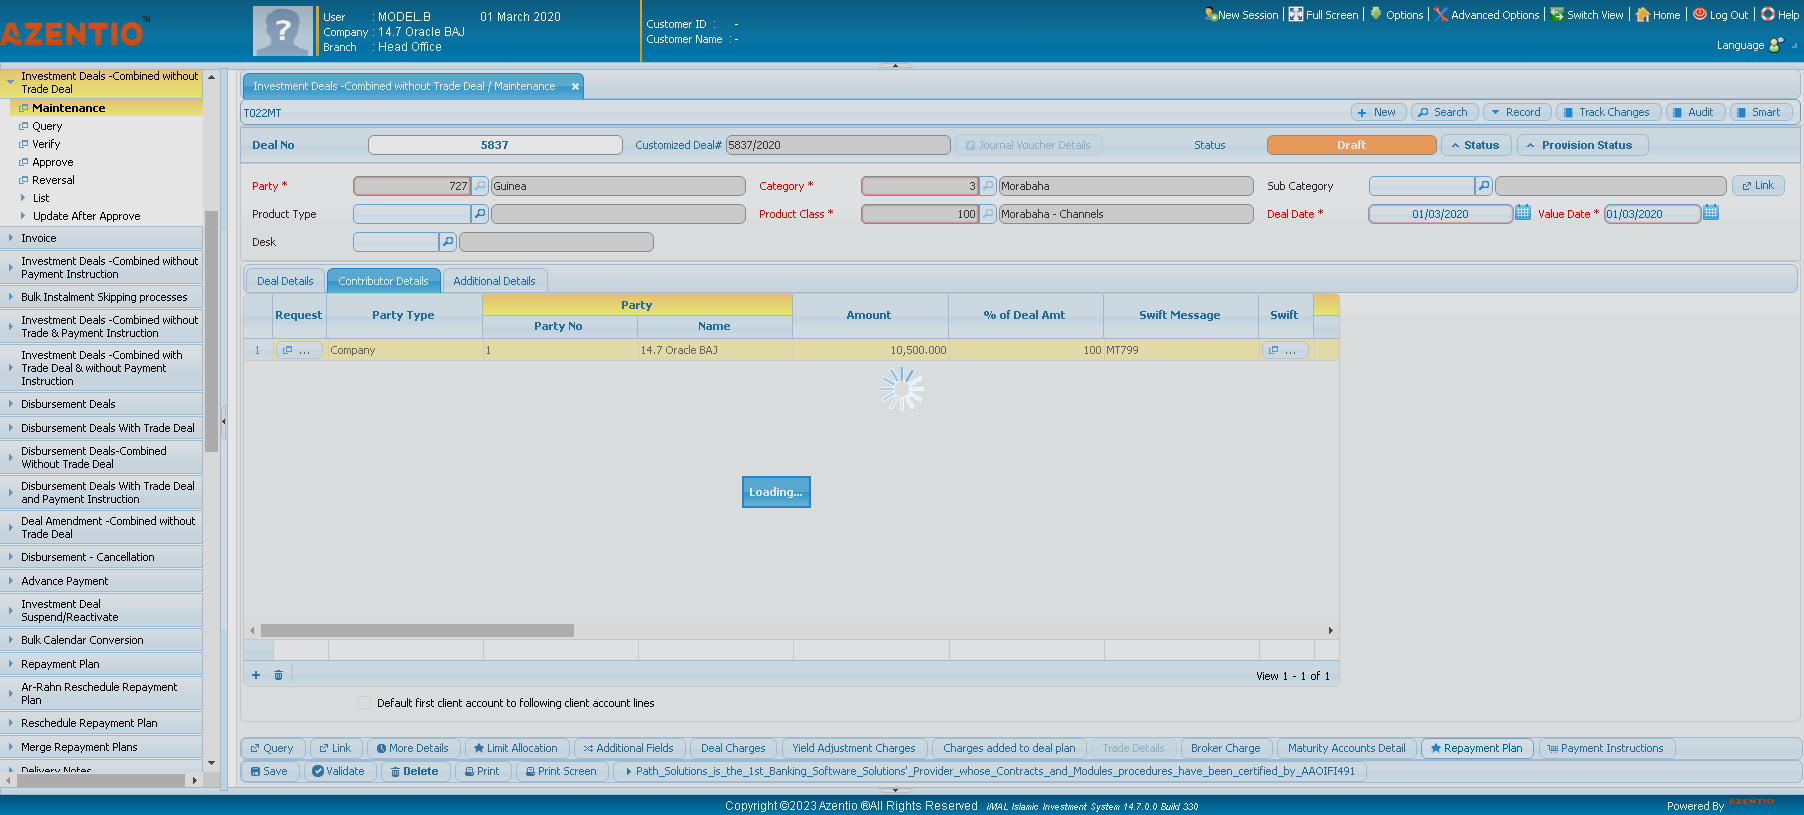 AZENTIO™
User : MODEL.B 01 March 2020
Company : 14.7 Oracle BAJ
Branch : Head Office
Customer ID : -
Customer Name : -
New Session Full Screen Options Advanced Options Switch View Home Log Out Help
Language
Investment Deals -Combined without
Trade Deal
Maintenance
Query
Verify
Approve
Reversal
List
Update After Approve
Invoice
Investment Deals -Combined without
Payment Instruction
Bulk Instalment Skipping processes
Investment Deals -Combined without
Trade & Payment Instruction
Investment Deals -Combined with
Trade Deal & without Payment
Instruction
Disbursement Deals
Disbursement Deals With Trade Deal
Disbursement Deals-Combined
Without Trade Deal
Disbursement Deals With Trade Deal
and Payment Instruction
Deal Amendment -Combined without
Trade Deal
Disbursement - Cancellation
Advance Payment
Investment Deal
Suspend/Reactivate
Bulk Calendar Conversion
Repayment Plan
Ar-Rahn Reschedule Repayment
Plan
Reschedule Repayment Plan
Merge Repayment Plans
Delivery Notes
Investment Deals -Combined without Trade Deal / Maintenance
T022MT New Search Record Track Changes Audit Smart
Deal No 5837 Customized Deal# 5837/2020 Journal Voucher Details Status Draft Status Provision Status
Party * 727 Guinea Category * 3 Morabaha Sub Category Link
Product Type Product Class * 100 Morabaha - Channels Deal Date * 01/03/2020 Value Date * 01/03/2020
Desk
Deal Details Contributor Details Additional Details
Request Party Type Party Amount % of Deal Amt Swift Message Swift
Party No Name
1 ... Company 1 14.7 Oracle BAJ 10,500.000 100 MT799 ...
Loading...
View 1 - 1 of 1
Default first client account to following client account lines
Query Link More Details Limit Allocation Additional Fields Deal Charges Yield Adjustment Charges Charges added to deal plan Trade Details Broker Charge Maturity Accounts Detail Repayment Plan Payment Instructions
Save Validate Delete Print Print Screen Path_Solutions_is_the_1st_Banking_Software_Solutions'_Provider_whose_Contracts_and_Modules_procedures_have_been_certified_by_AAOIFI491
Copyright ©2023 Azentio ®All Rights Reserved iMAL Islamic Investment System 14.7.0.0 Build 330
Powered By AZENTIO